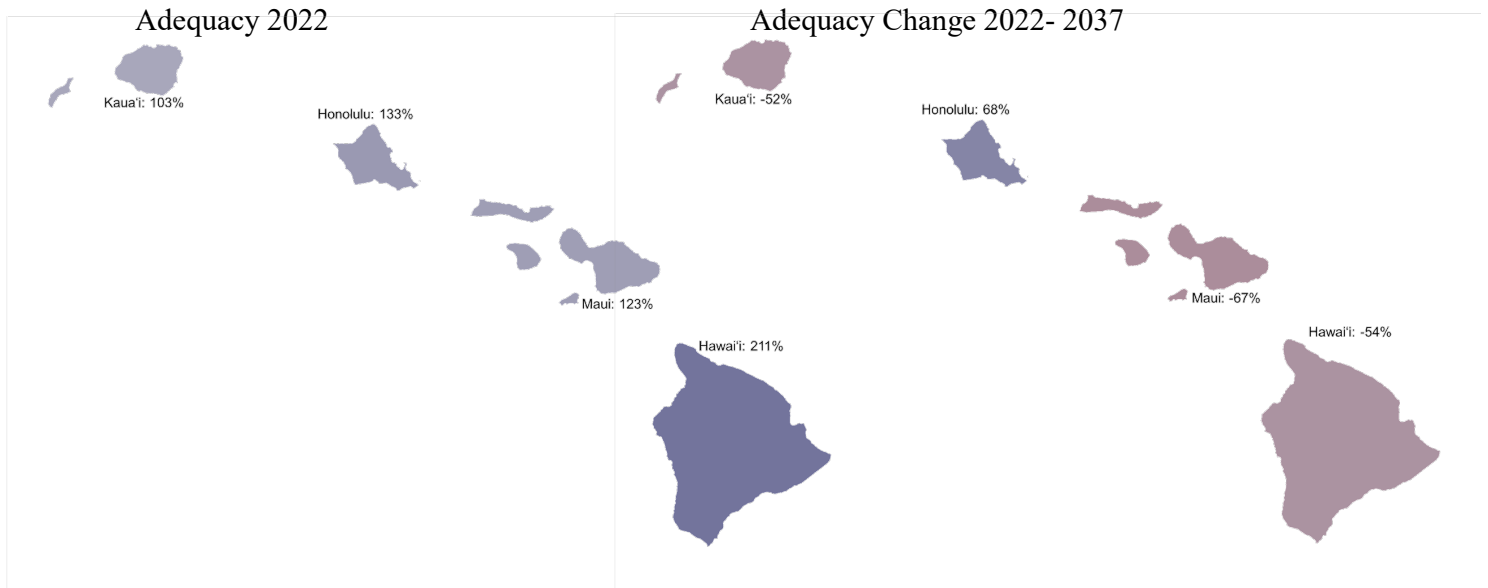 Adequacy 2022
Kaua'i: 103%
Honolulu: 133%
Maui: 123%
Hawai'i: 211%
Adequacy Change 2022- 2037
Kaua'i: -52%
Honolulu: 68%
Maui: -67%
Hawai'i: -54%